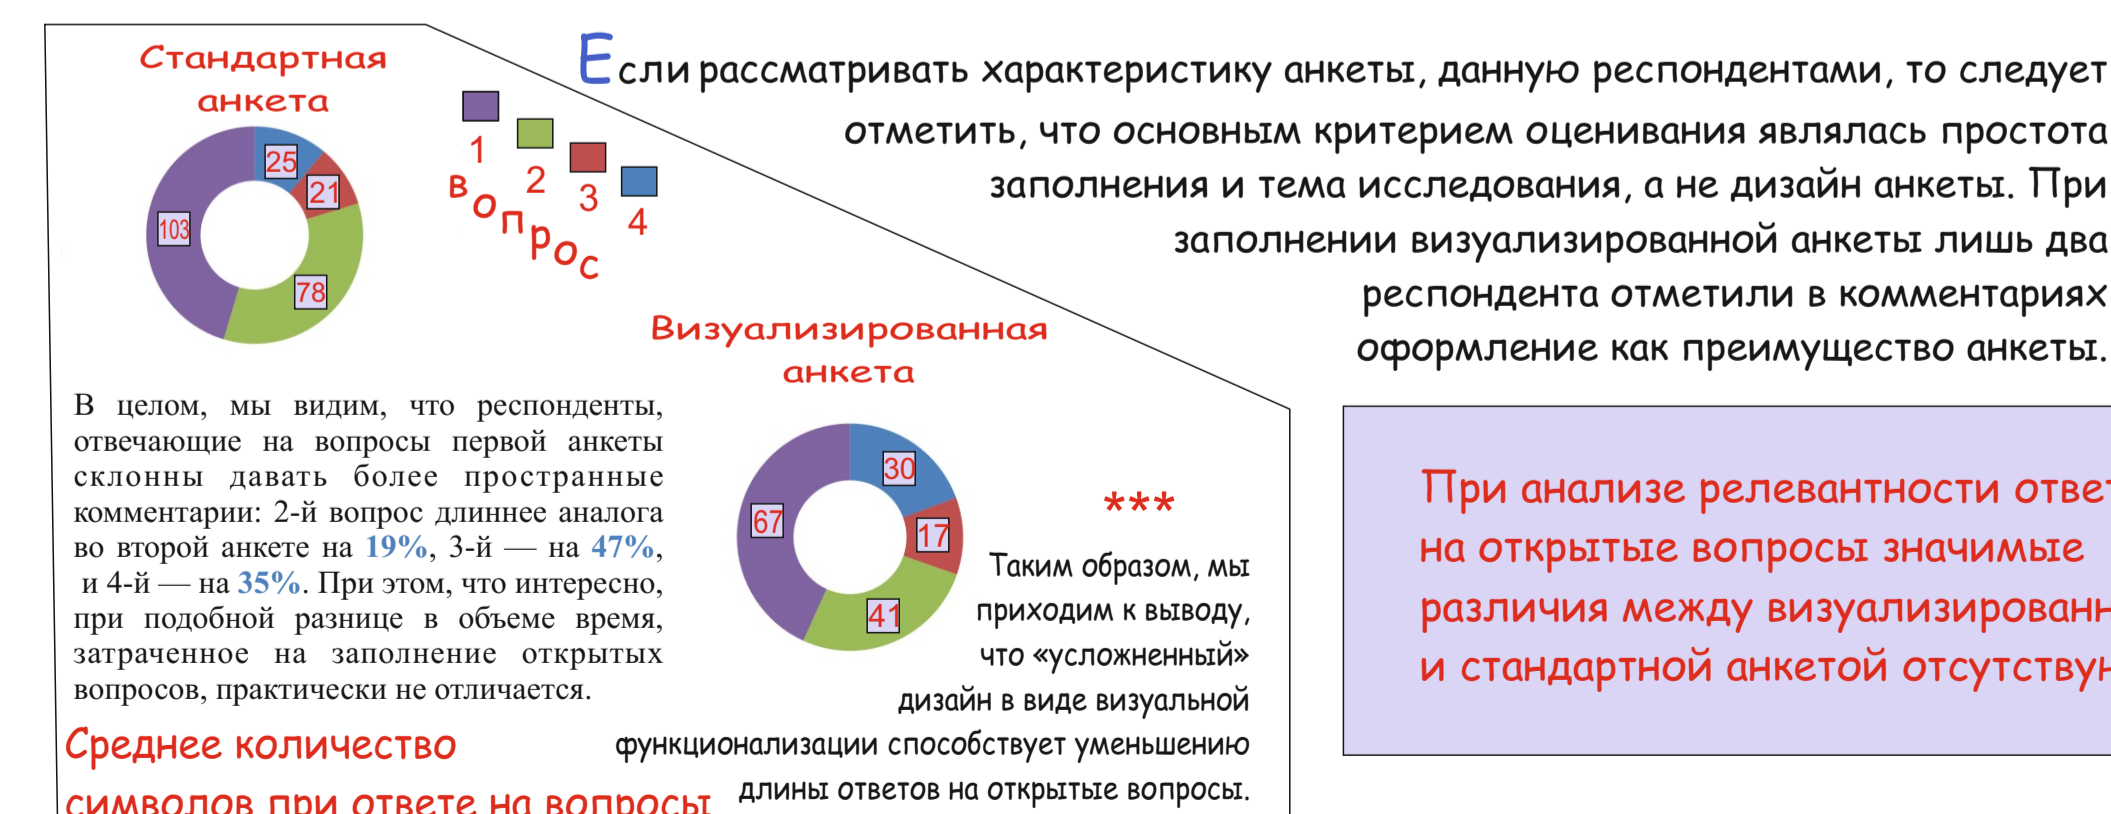 Стандартная
анкета
25
21
103
78
1
2
3
4
вопрос
Если рассматривать характеристику анкеты, данную респондентами, то следует
отметить, что основным критерием оценивания являлась простота
заполнения и тема исследования, а не дизайн анкеты. При
заполнении визуализированной анкеты лишь два
респондента отметили в комментариях
оформление как преимущество анкеты.
Визуализированная
анкета
30
67
17
41
В целом, мы видим, что респонденты,
отвечающие на вопросы первой анкеты
склонны давать более пространные
комментарии: 2-й вопрос длиннее аналога
во второй анкете на 19%, 3-й — на 47%,
и 4-й — на 35%. При этом, что интересно,
при подобной разнице в объеме время,
затраченное на заполнение открытых
вопросов, практически не отличается.
Среднее количество
символов при ответе на вопросы
***
Таким образом, мы
приходим к выводу,
что «усложненный»
дизайн в виде визуальной
функционализации способствует уменьшению
длины ответов на открытые вопросы.
При анализе релевантности
на открытые вопросы значимые
различия между
и стандартной анкетой